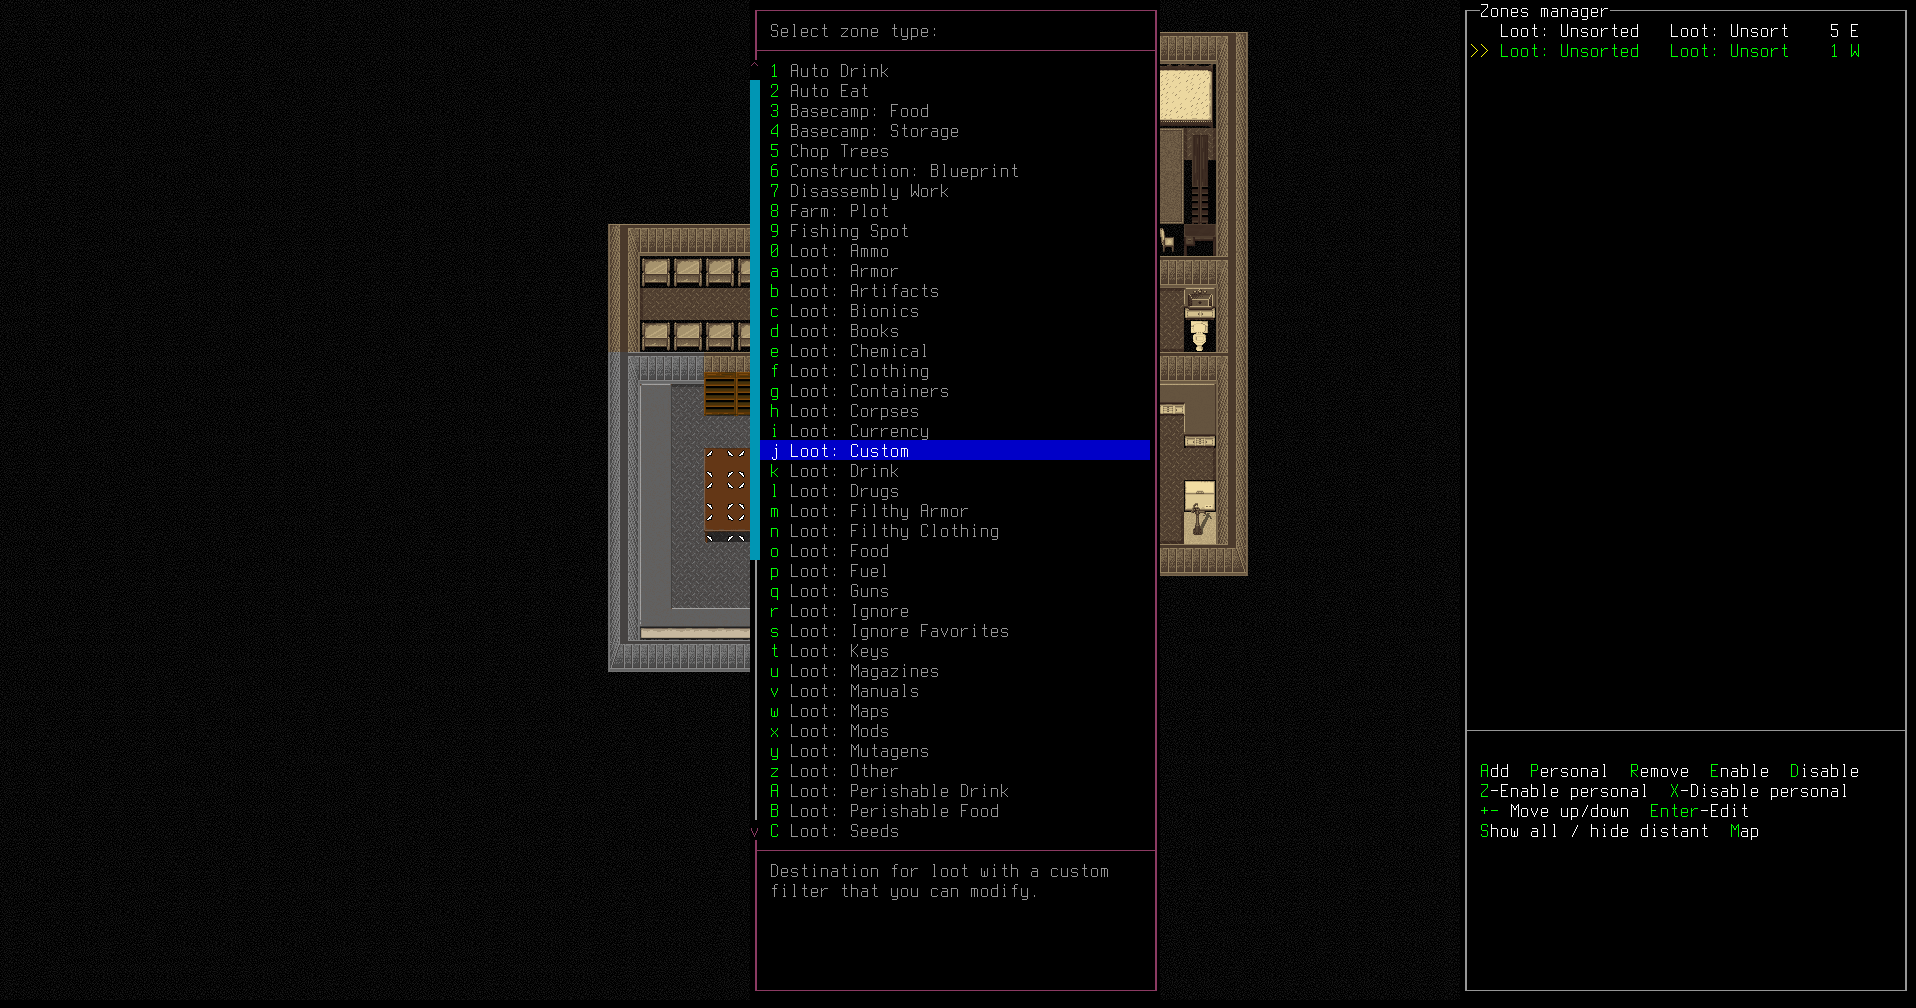 Select zone type:
1 Auto Drink
2 Auto Eat
3 Basecamp: Food
4 Basecamp: Storage
5 Chop Trees
6 Construction: Blueprint
7 Disassembly Work
8 Farm: Plot
9 Fishing Spot
0 Loot: Ammo
a Loot: Armor
b Loot: Artifacts
c Loot: Bionics
d Loot: Books
e Loot: Chemical
f Loot: Clothing
g Loot: Containers
h Loot: Corpses
i Loot: Currency
j Loot: Custom
k Loot: Drink
l Loot: Drugs
m Loot: Filthy Armor
n Loot: Filthy Clothing
o Loot: Food
p Loot: Fuel
q Loot: Guns
r Loot: Ignore
s Loot: Ignore Favorites
t Loot: Keys
u Loot: Magazines
v Loot: Manuals
w Loot: Maps
x Loot: Mods
y Loot: Mutagens
z Loot: Other
A Loot: Perishable Drink
B Loot: Perishable Food
C Loot: Seeds
Destination for loot with a custom
filter that you can modify.
Zones manager
Loot: Unsorted Loot: Unsort 5 E
>> Loot: Unsorted Loot: Unsort 1 W
Add Personal Remove Enable Disable
Z-Enable personal X-Disable personal
+- Move up/down Enter-Edit
Show all / hide distant Map